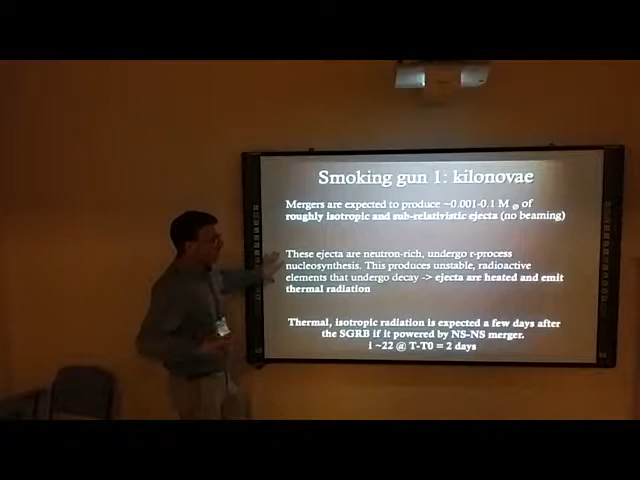 Smoking gun 1: kilonovae
Mergers are expected to produce ~0.001-0.1 M⊙ of
roughly isotropic and sub-relativistic ejecta (no beaming)
These ejecta are neutron-rich, undergo r-process
nucleosynthesis. This produces unstable, radioactive
elements that undergo decay -> ejecta are heated and emit
thermal radiation
Thermal, isotropic radiation is expected a few days after
the SGRB if it powered by NS-NS merger.
i ~22 @ T-T0 = 2 days